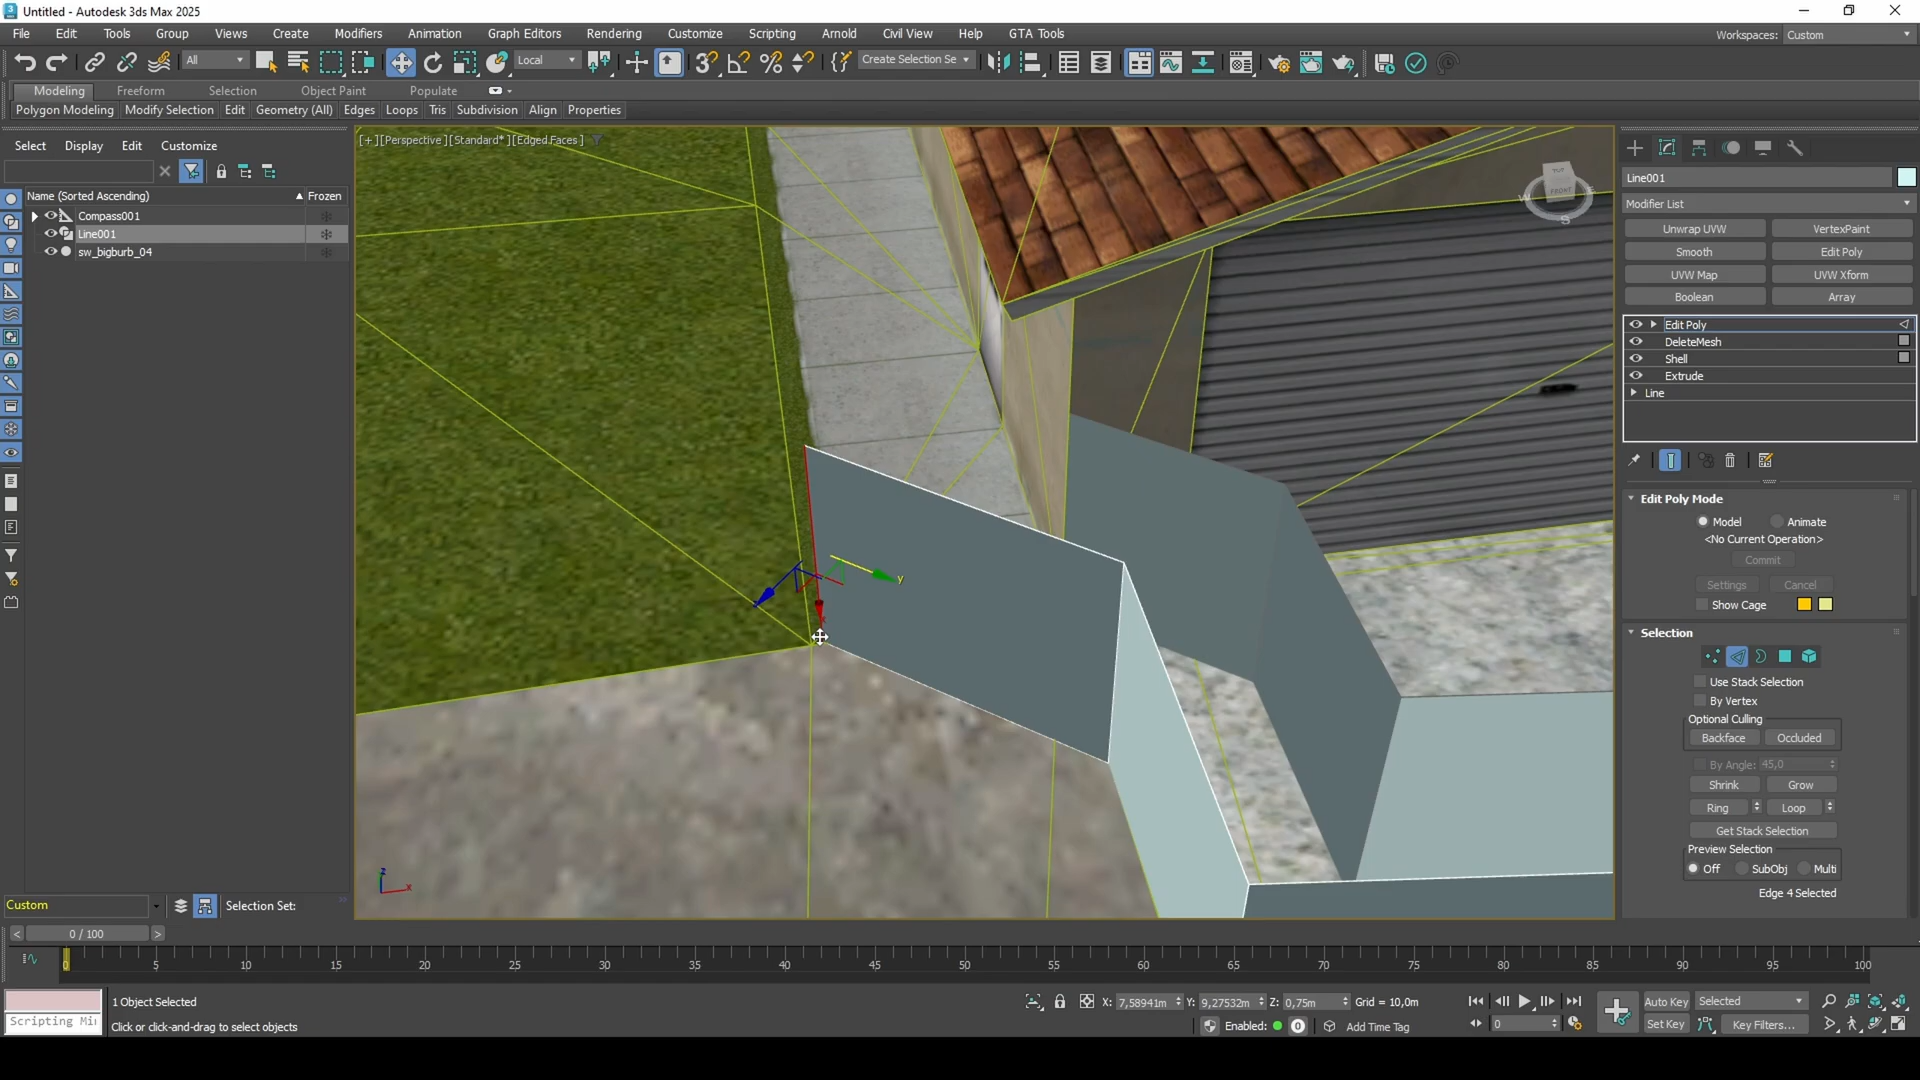 Untitled - Autodesk 3ds Max 2025
File Edit Tools Group Views Create Modifiers Animation Graph Editors Rendering Customize Scripting Arnold Civil View Help GTA Tools
Workspaces: Custom
All
Local
Create Selection Se
Modeling Freeform Selection Object Paint Populate
Polygon Modeling Modify Selection Edit Geometry (All) Edges Loops Tris Subdivision Align Properties
Select Display Edit Customize
Name (Sorted Ascending) Frozen
Compass001
Line001
sw_bigburb_04
[+][Perspective][Standard*][Edged Faces]
TOP
FRONT
W
S
y
z
x
Line001
Modifier List
Unwrap UVW VertexPaint
Smooth Edit Poly
UVW Map UVW Xform
Boolean Array
Edit Poly
DeleteMesh
Shell
Extrude
Line
Edit Poly Mode
Model Animate
<No Current Operation>
Commit
Settings Cancel
Show Cage
Selection
Use Stack Selection
By Vertex
Optional Culling
Backface Occluded
By Angle: 45,0
Shrink Grow
Ring Loop
Get Stack Selection
Preview Selection
Off SubObj Multi
Edge 4 Selected
Custom
Selection Set:
< 0 / 100 >
0 5 10 15 20 25 30 35 40 45 50 55 60 65 70 75 80 85 90 95 100
1 Object Selected
X: 7,58941m Y: 9,27532m Z: 0,75m Grid = 10,0m
Auto Key Selected
Scripting Mi
Click or click-and-drag to select objects
Enabled: 0 Add Time Tag
0
Set Key Key Filters...